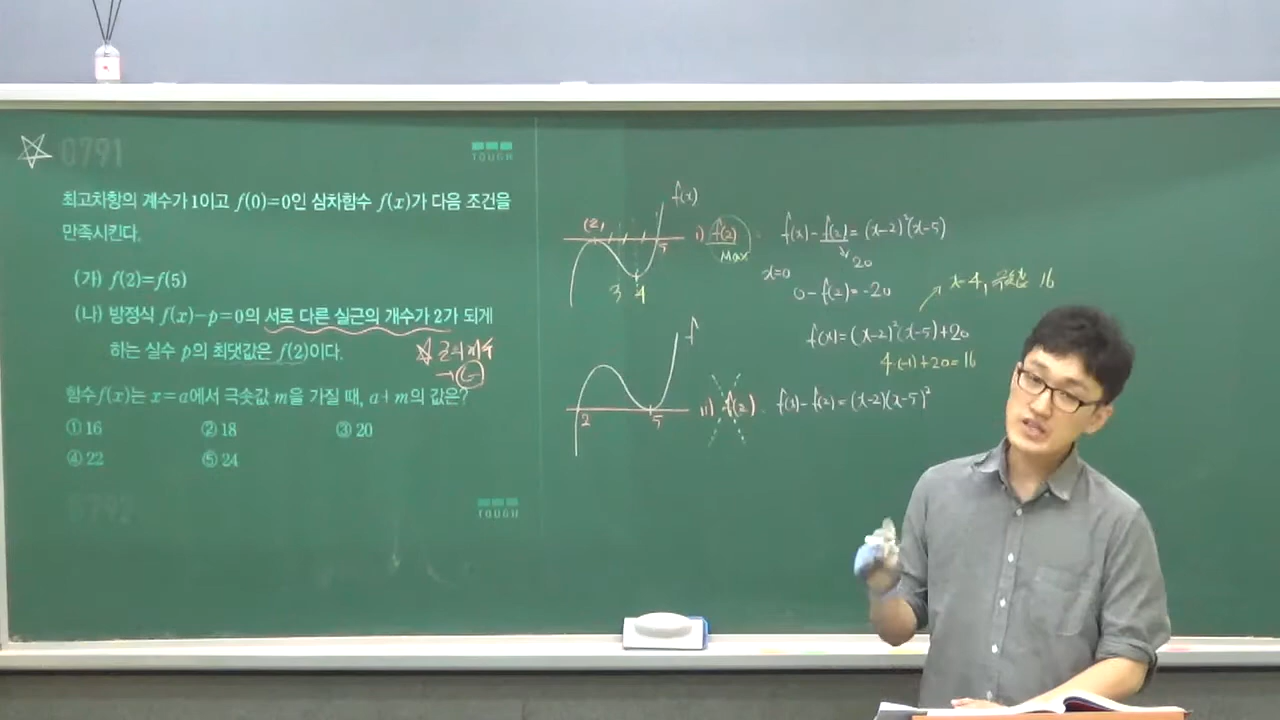 0791
TOUGH
최고차항의 계수가 1이고 f(0)=0인 삼차함수 f(x)가 다음 조건을
만족시킨다.
(가) f(2)=f(5)
(나) 방정식 f(x)-p=0의 서로 다른 실근의 개수가 2가 되게
하는 실수 p의 최댓값은 f(2)이다.
함수 f(x)는 x=a에서 극솟값 m을 가질 때, a+m의 값은?
① 16 ② 18 ③ 20
④ 22 ⑤ 24
0792
TOUGH
f(x)
5
3 4
i) f(2)
Max
f(x)-f(2)=(x-2)²(x-5)
20
x=0
0-f(2)=-20
x=4, 극솟값 16
f(x)=(x-2)²(x-5)+20
4·(-1)+20=16
f
2 5
ii) f(2)
f(x)-f(2)=(x-2)(x-5)²